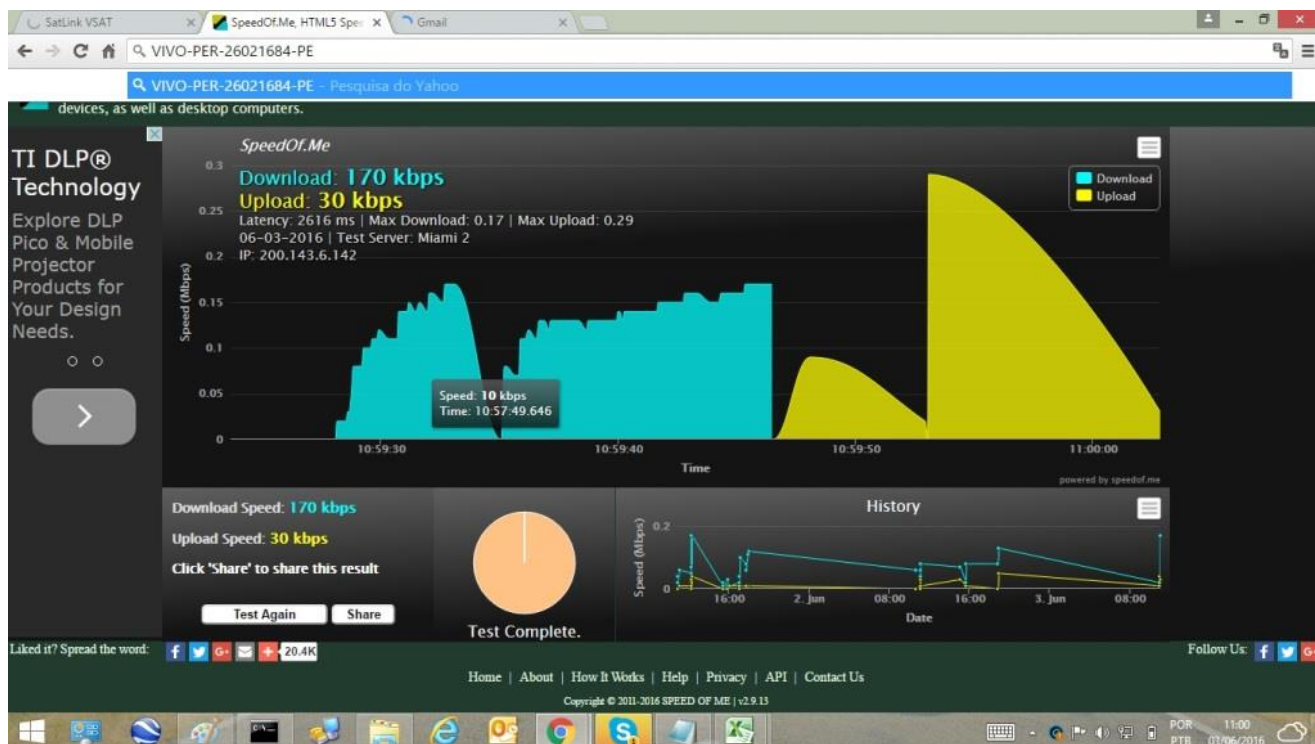 SatLink VSAT
SpeedOf.Me, HTML5 Spee
Gmail
VIVO-PER-26021684-PE
VIVO-PER-26021684-PE - Pesquisa do Yahoo
devices, as well as desktop computers.
TI DLP®
Technology
Explore DLP
Pico & Mobile
Projector
Products for
Your Design
Needs.
SpeedOf.Me
Download: 170 kbps
Upload: 30 kbps
Latency: 2616 ms | Max Download: 0.17 | Max Upload: 0.29
06-03-2016 | Test Server: Miami 2
IP: 200.143.6.142
Download
Upload
Speed (Mbps)
0.3
0.25
0.2
0.15
0.1
0.05
0
Speed: 10 kbps
Time: 10:57:49.646
10:59:30
10:59:40
10:59:50
11:00:00
Time
powered by speedof.me
Download Speed: 170 kbps
Upload Speed: 30 kbps
Click 'Share' to share this result
Test Again
Share
Test Complete.
History
Speed (Mbps)
0.2
0
16:00
2. Jun
08:00
16:00
3. Jun
08:00
Date
Liked it? Spread the word:
20.4K
Follow Us:
Home | About | How It Works | Help | Privacy | API | Contact Us
Copyright © 2011-2016 SPEED OF ME | v2.9.13
POR
PTB
11:00
03/06/2016